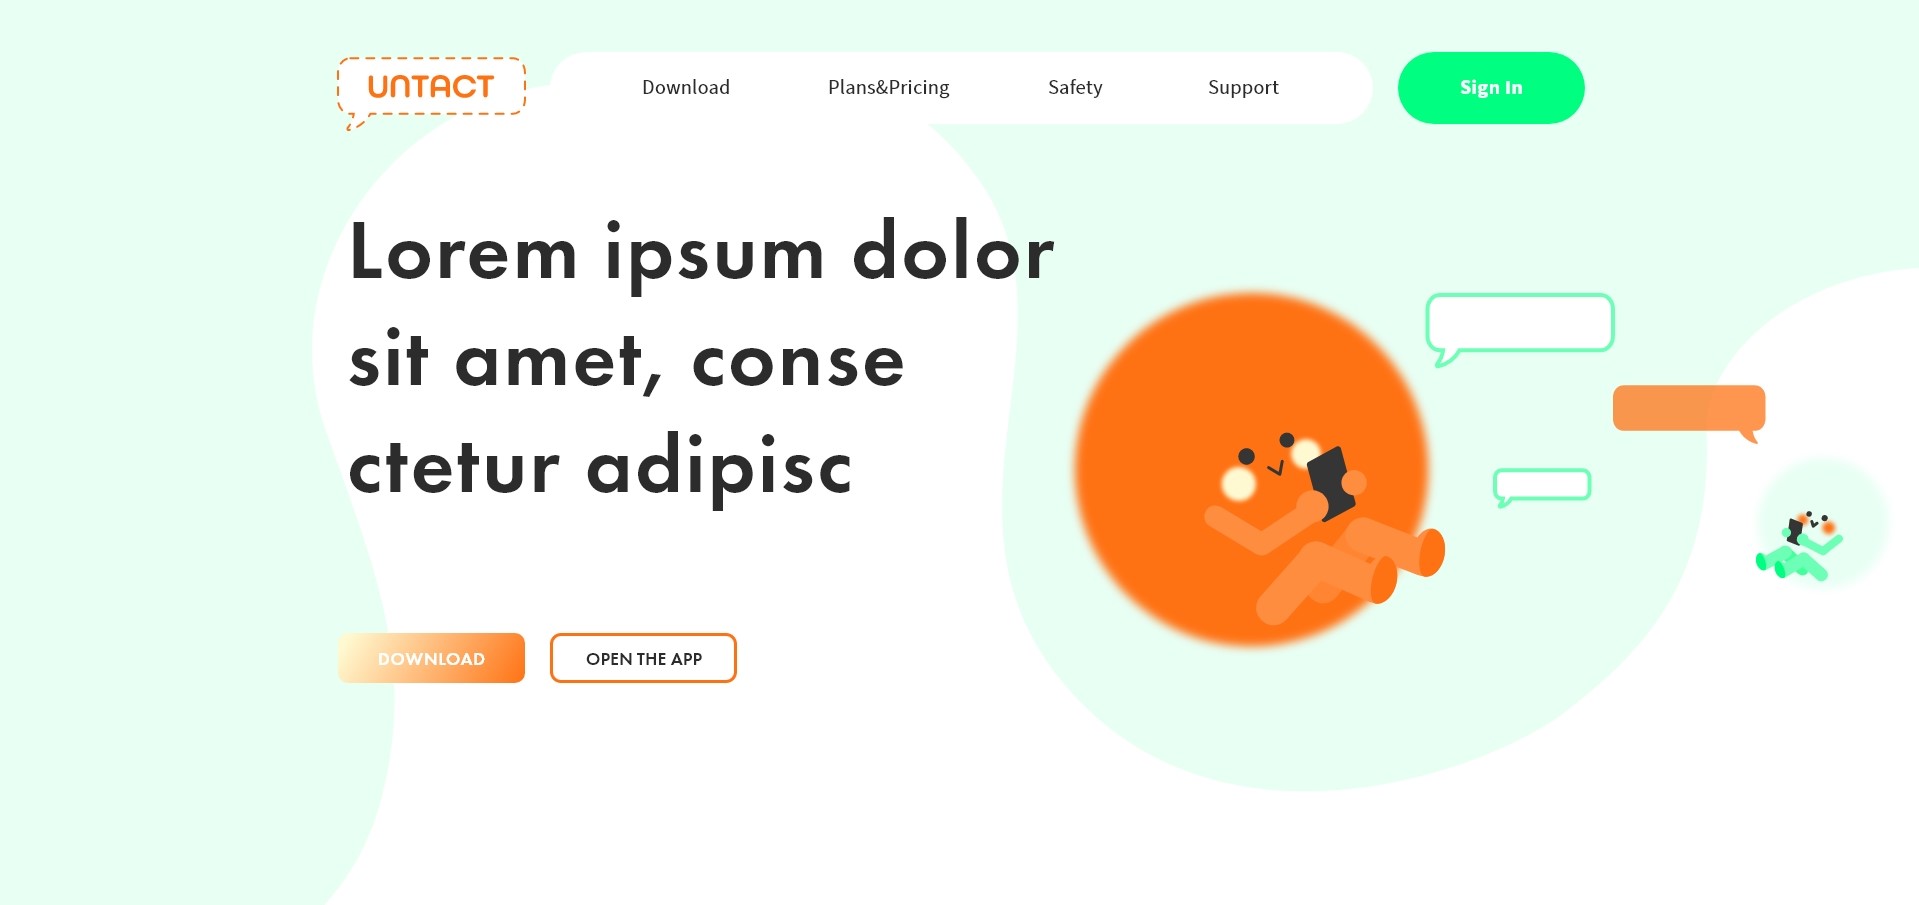 UNTACT
Download
Plans&Pricing
Safety
Support
Sign In
Lorem ipsum dolor
sit amet, conse
ctetur adipisc
DOWNLOAD
OPEN THE APP